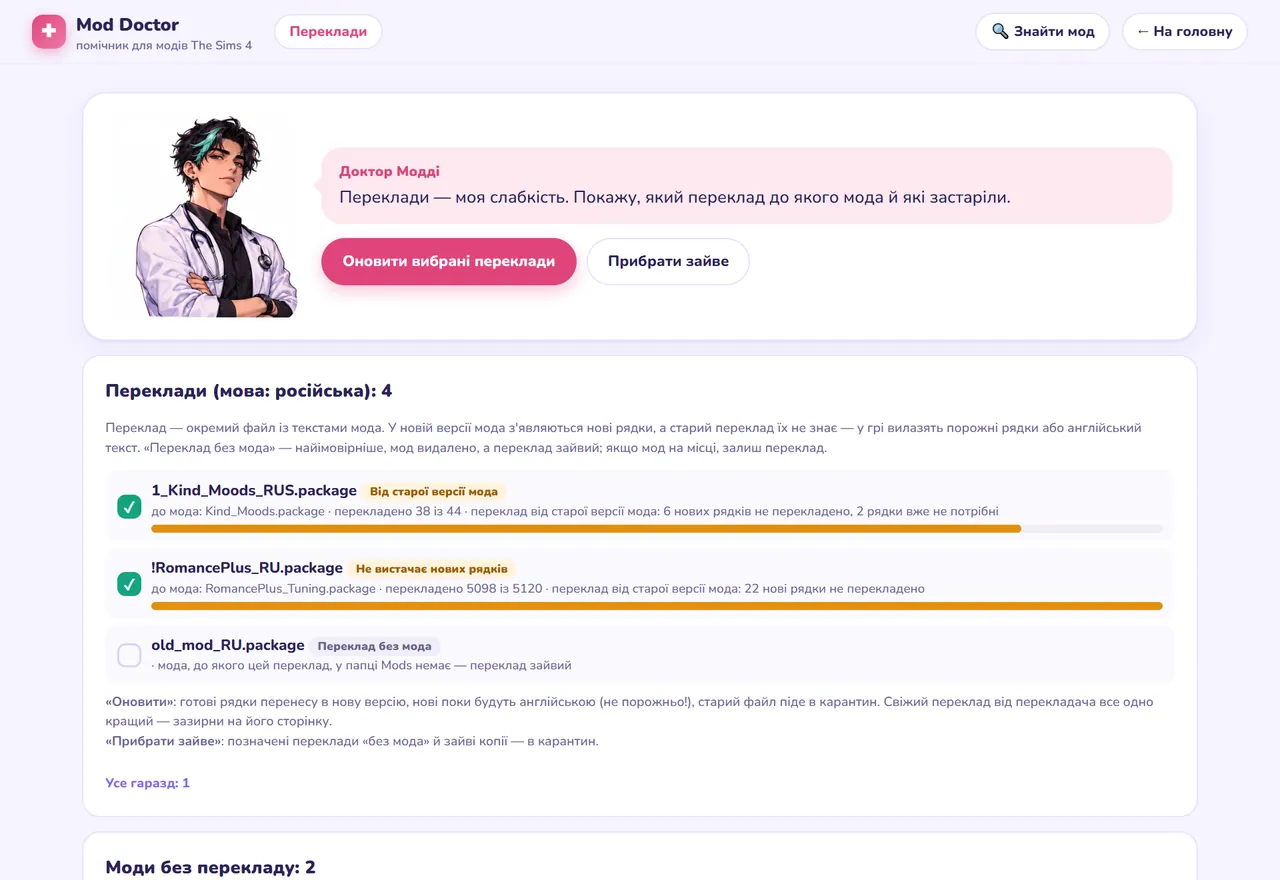 Mod Doctor
помічник для модів The Sims 4
Переклади
🔍 Знайти мод
← На головну
Доктор Модді
Переклади — моя слабкість. Покажу, який переклад до якого мода й які застаріли.
Оновити вибрані переклади
Прибрати зайве
Переклади (мова: російська): 4
Переклад — окремий файл із текстами мода. У новій версії мода з'являються нові рядки, а старий переклад їх не знає — у грі вилазять порожні рядки або англійський
текст. «Переклад без мода» — найімовірніше, мод видалено, а переклад зайвий; якщо мод на місці, залиш переклад.
1_Kind_Moods_RUS.package Від старої версії мода
до мода: Kind_Moods.package · перекладено 38 із 44 · переклад від старої версії мода: 6 нових рядків не перекладено, 2 рядки вже не потрібні
!RomancePlus_RU.package Не вистачає нових рядків
до мода: RomancePlus_Tuning.package · перекладено 5098 із 5120 · переклад від старої версії мода: 22 нові рядки не перекладено
old_mod_RU.package Переклад без мода
· мода, до якого цей переклад, у папці Mods немає — переклад зайвий
«Оновити»: готові рядки перенесу в нову версію, нові поки будуть англійською (не порожньо!), старий файл піде в карантин. Свіжий переклад від перекладача все одно
кращий — зазирни на його сторінку.
«Прибрати зайве»: позначені переклади «без мода» й зайві копії — в карантин.
Усе гаразд: 1
Моди без перекладу: 2